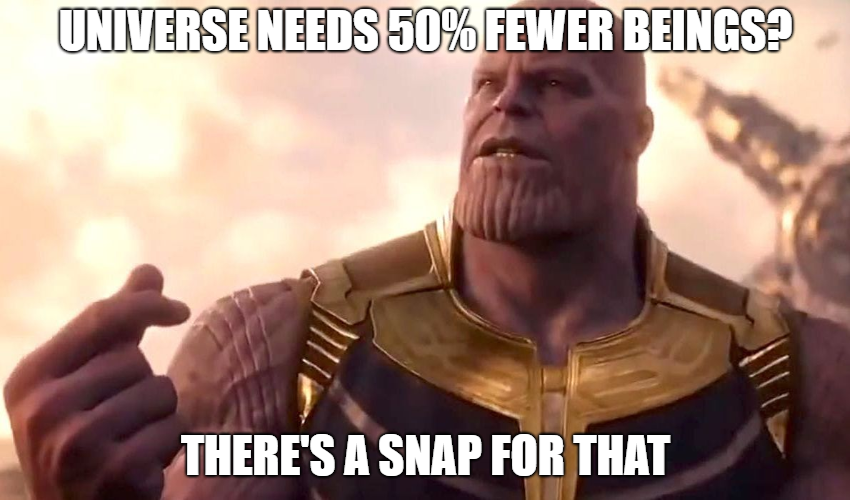 UNIVERSE NEEDS 50% FEWER BEINGS?
THERE'S A SNAP FOR THAT